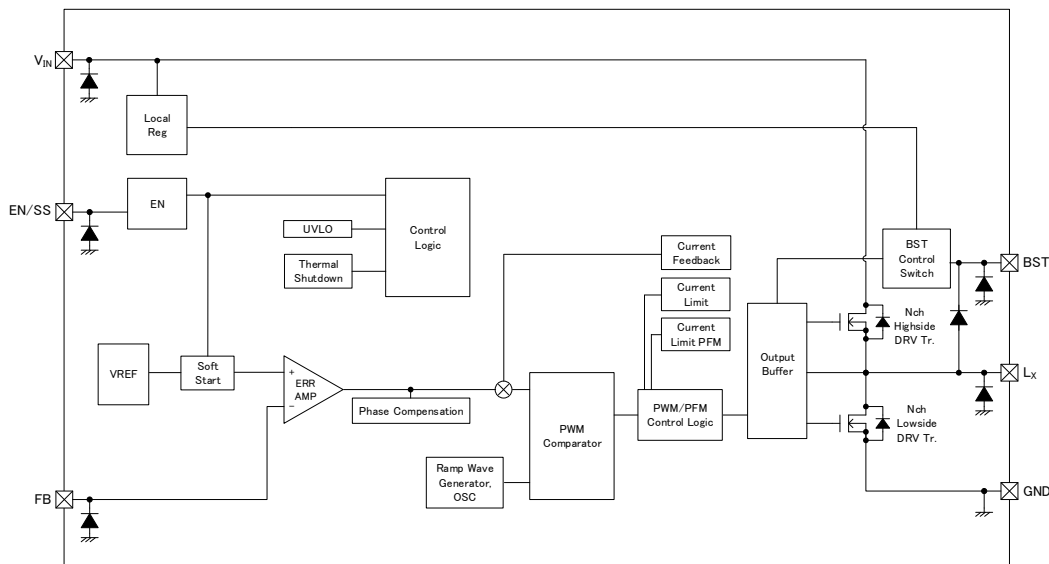 VIN
Local
Reg
EN/SS
EN
UVLO
Thermal
Shutdown
Control
Logic
Current
Feedback
Current
Limit
Current
Limit PFM
BST
Control
Switch
BST
Nch
Highside
DRV Tr.
Output
Buffer
VREF
Soft
Start
+
−
ERR
AMP
Phase Compensation
PWM
Comparator
PWM/PFM
Control Logic
LX
Nch
Lowside
DRV Tr.
Ramp Wave
Generator,
OSC
FB
GND